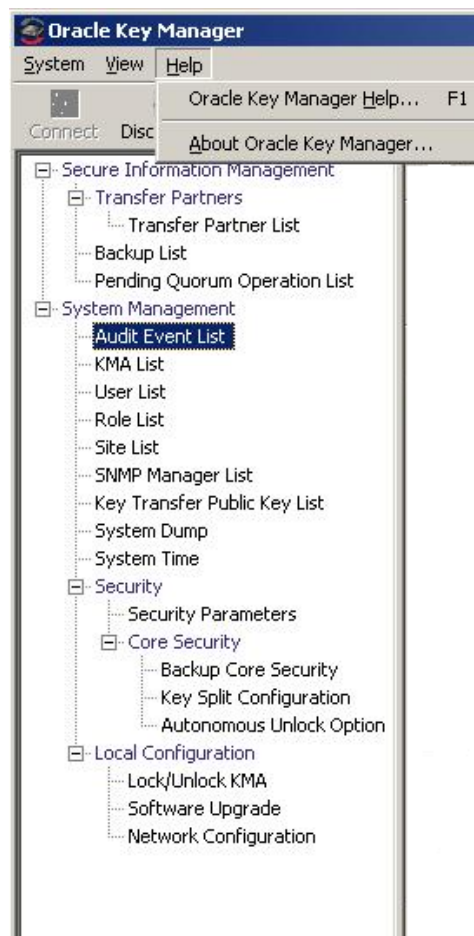 Oracle Key Manager
System View Help
Oracle Key Manager Help... F1
Connect Disc
About Oracle Key Manager...
Secure Information Management
Transfer Partners
Transfer Partner List
Backup List
Pending Quorum Operation List
System Management
Audit Event List
KMA List
User List
Role List
Site List
SNMP Manager List
Key Transfer Public Key List
System Dump
System Time
Security
Security Parameters
Core Security
Backup Core Security
Key Split Configuration
Autonomous Unlock Option
Local Configuration
Lock/Unlock KMA
Software Upgrade
Network Configuration